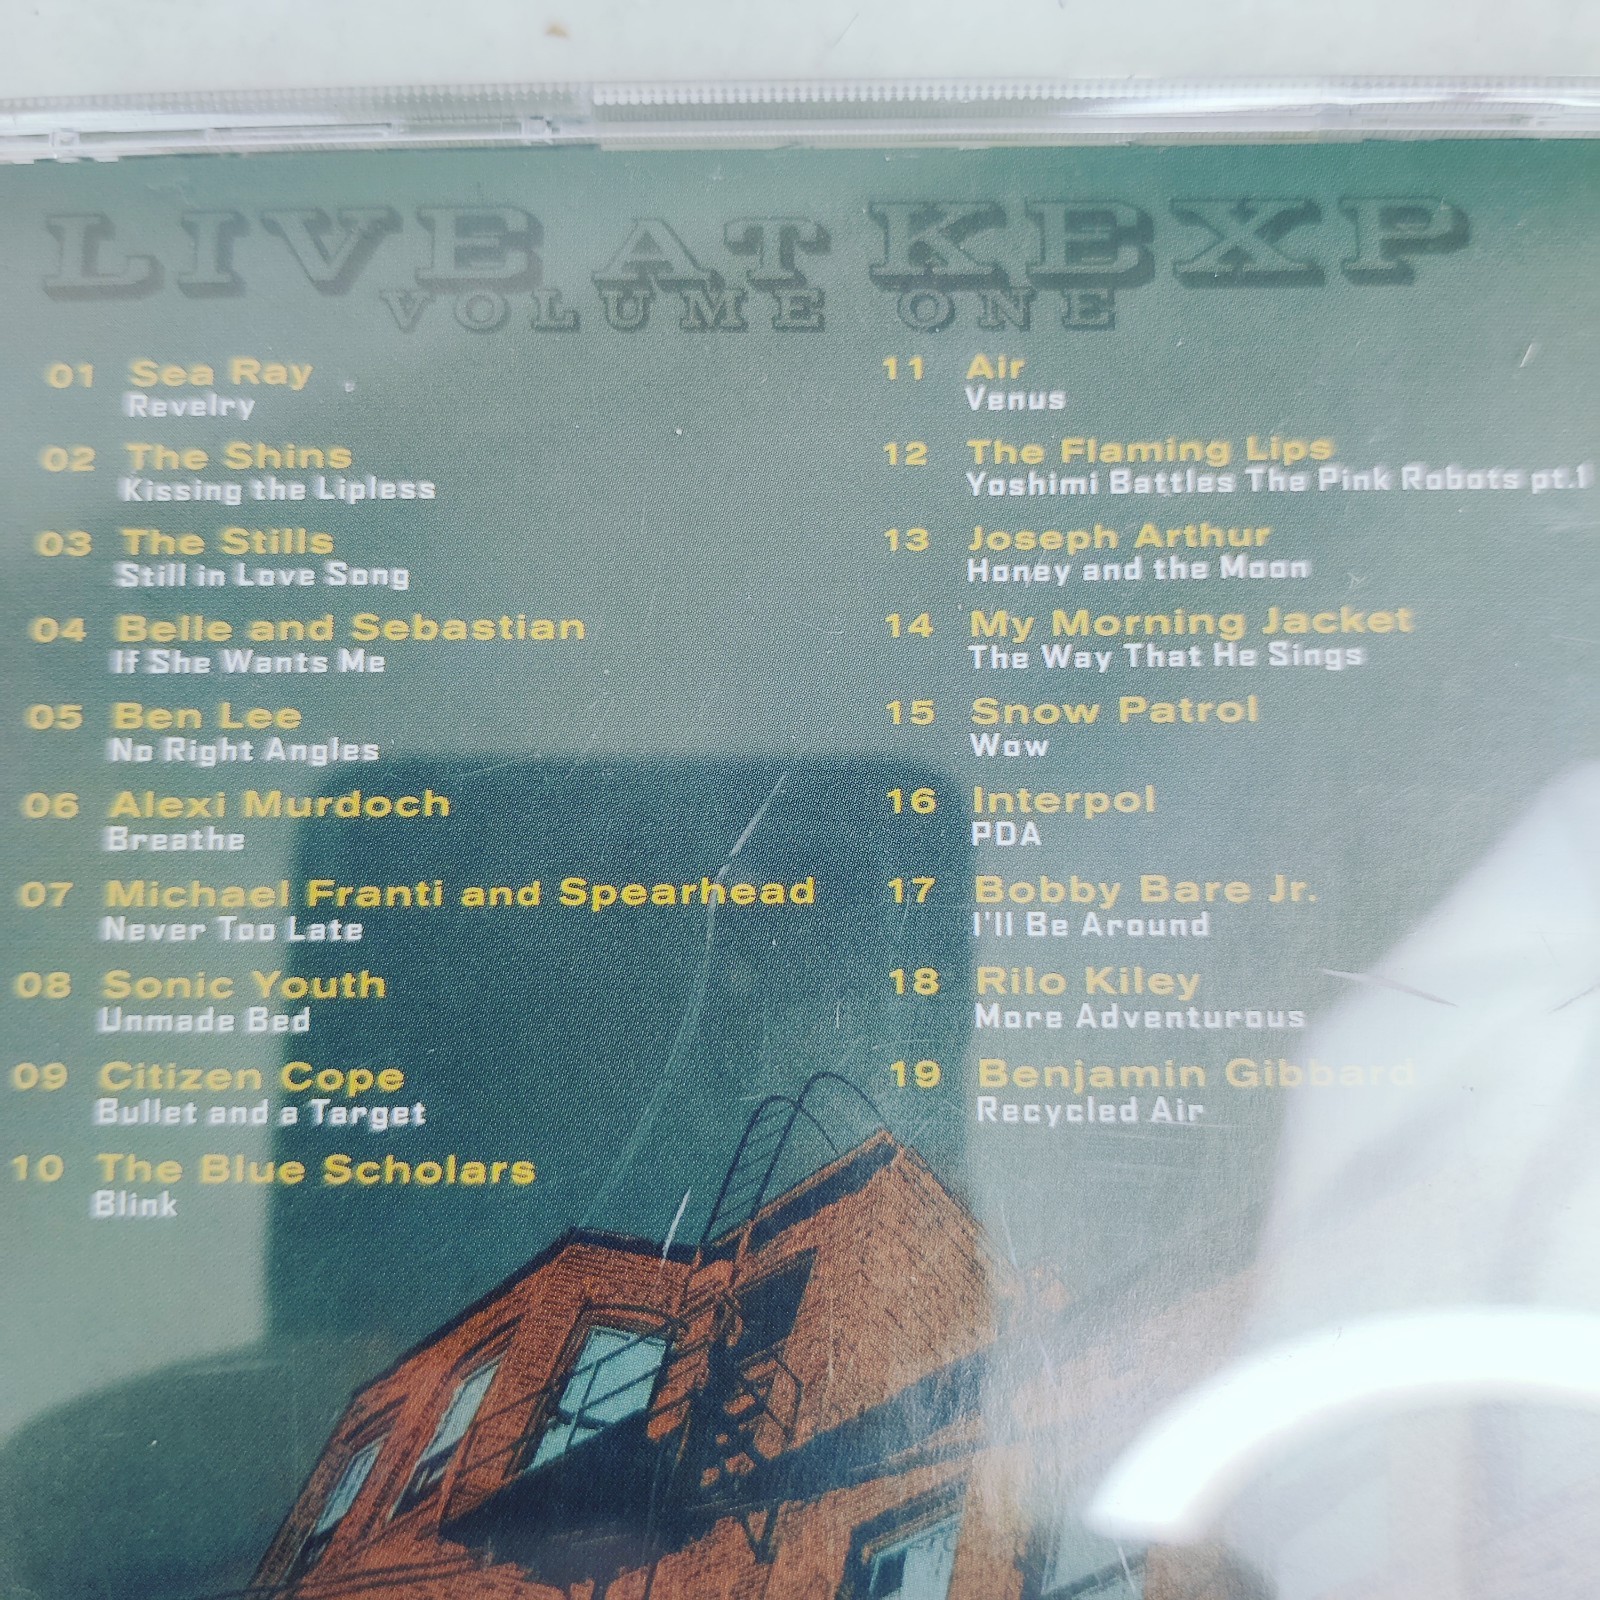 LIVE AT KEXP
VOLUME ONE
01 Sea Ray
Revelry
02 The Shins
Kissing the Lipless
03 The Stills
Still in Love Song
04 Belle and Sebastian
If She Wants Me
05 Ben Lee
No Right Angles
06 Alexi Murdoch
Breathe
07 Michael Franti and Spearhead
Never Too Late
08 Sonic Youth
Unmade Bed
09 Citizen Cope
Bullet and a Target
10 The Blue Scholars
Blink
11 Air
Venus
12 The Flaming Lips
Yoshimi Battles The Pink Robots pt.1
13 Joseph Arthur
Honey and the Moon
14 My Morning Jacket
The Way That He Sings
15 Snow Patrol
Wow
16 Interpol
PDA
17 Bobby Bare Jr.
I'll Be Around
18 Rilo Kiley
More Adventurous
19 Benjamin Gibbard
Recycled Air